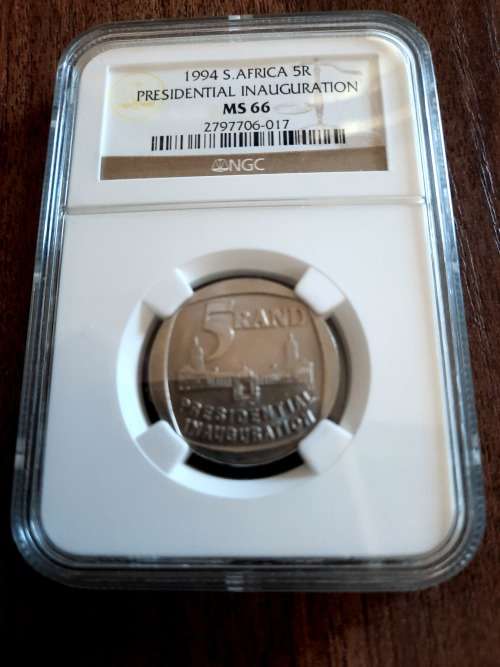 1994 S.AFRICA 5R
PRESIDENTIAL INAUGURATION
MS 66
2797706-017
NGC
5 RAND
PRESIDENTIAL
INAUGURATION